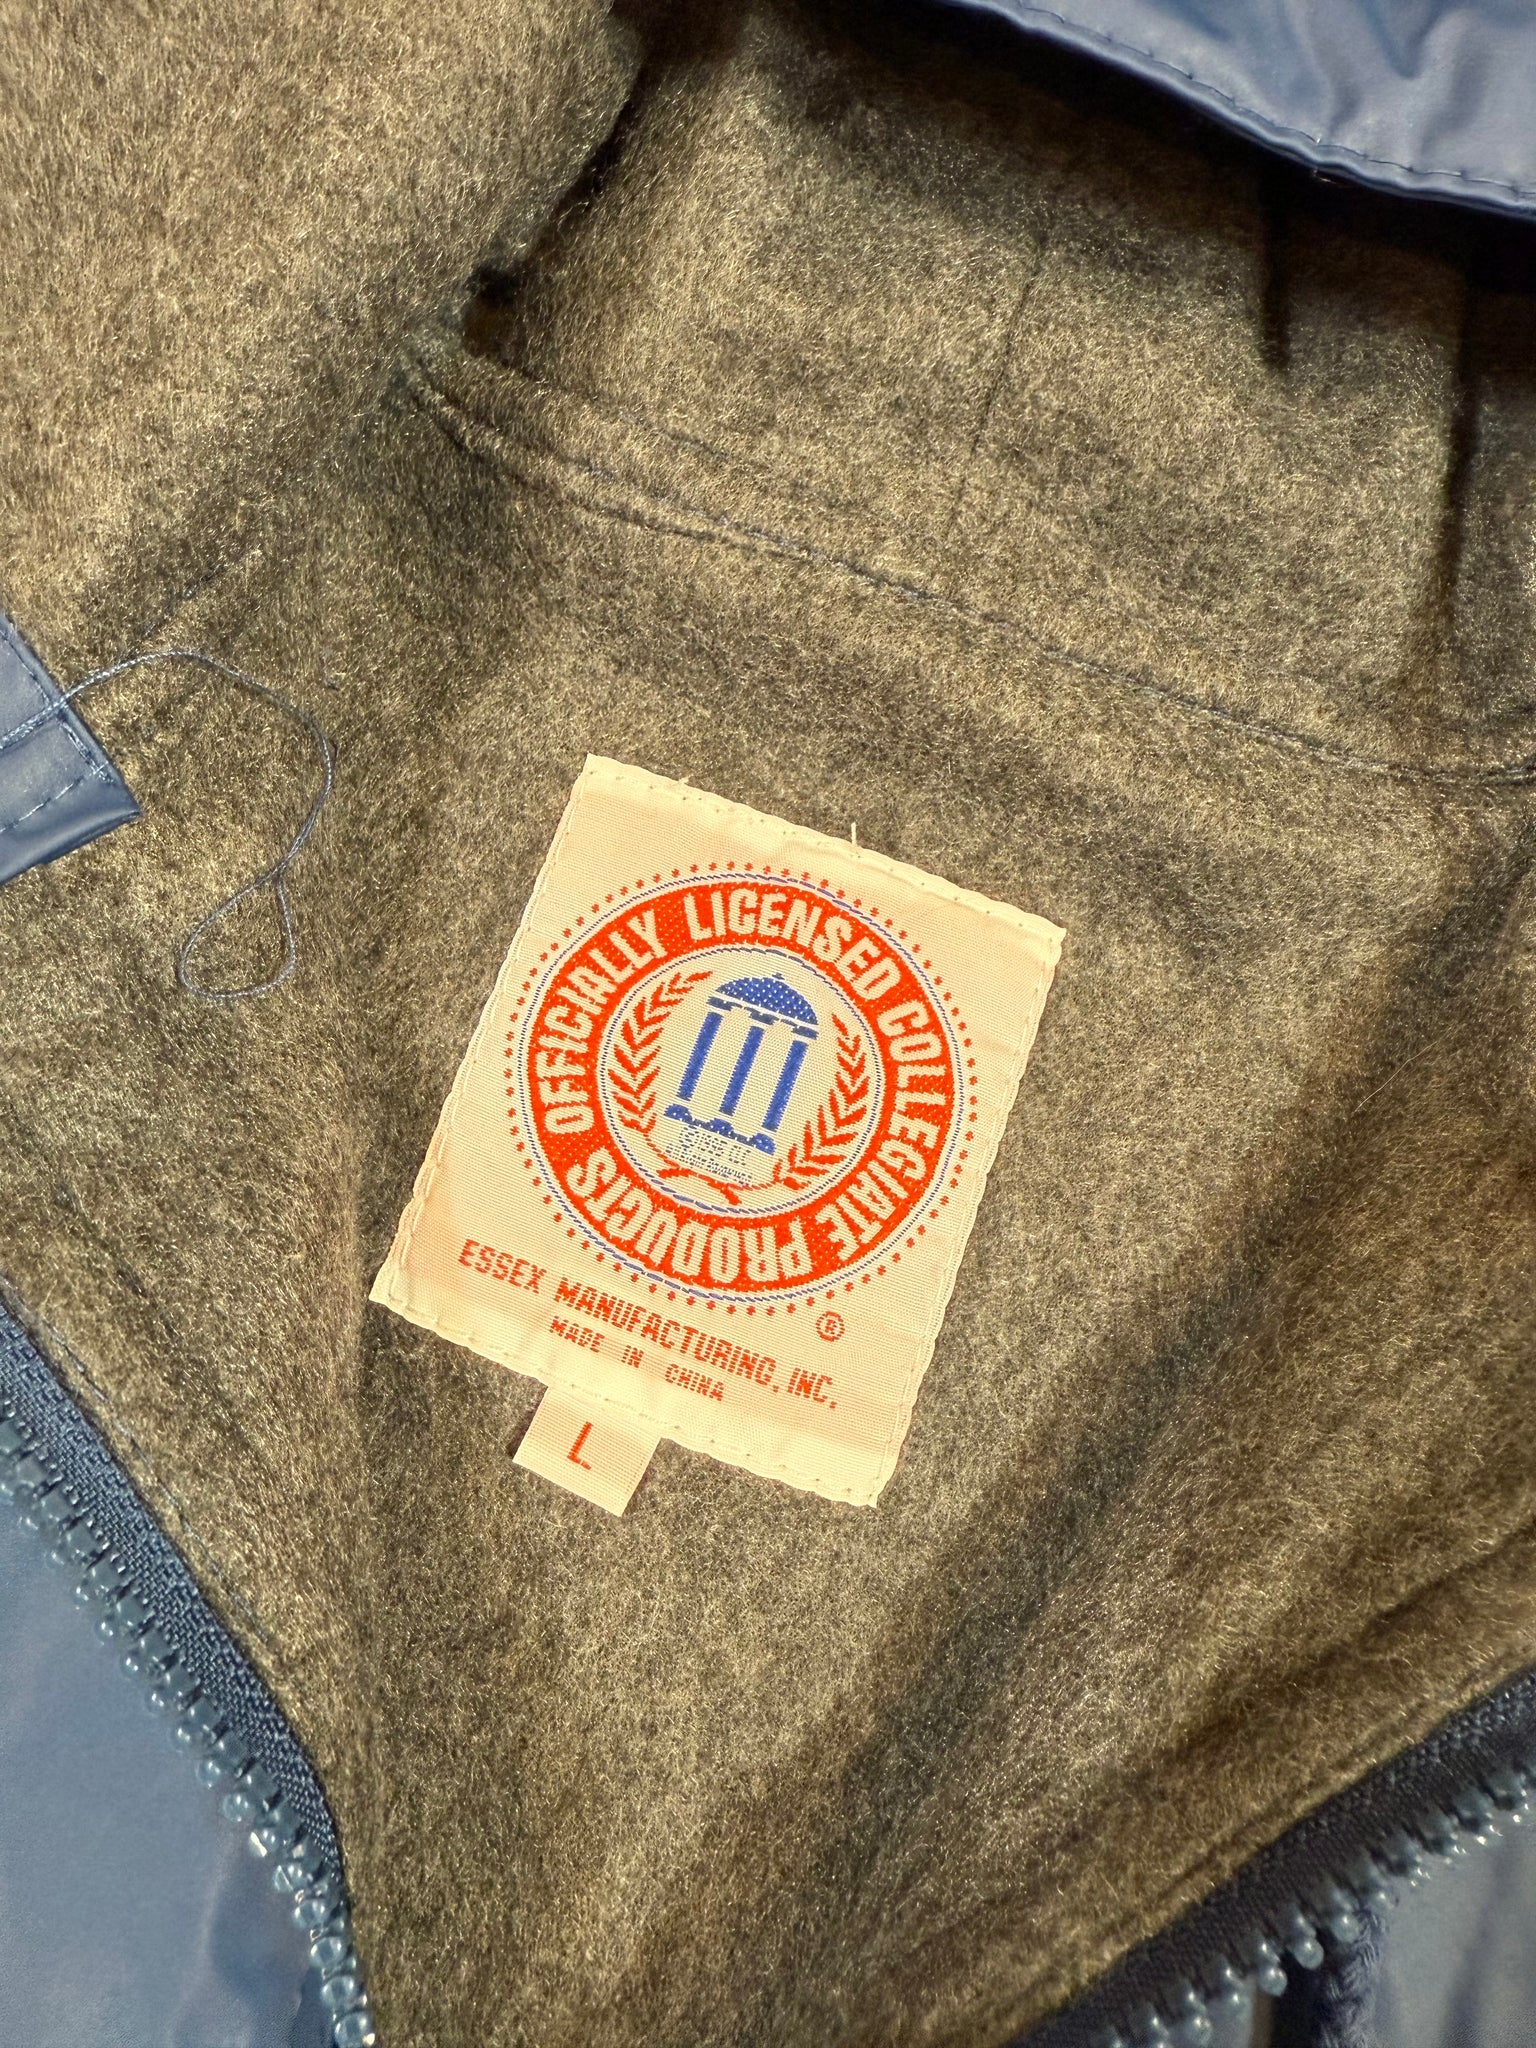 OFFICIALLY LICENSED COLLEGIATE PRODUCTS
®
ESSEX MANUFACTURING, INC.
MADE IN CHINA
L